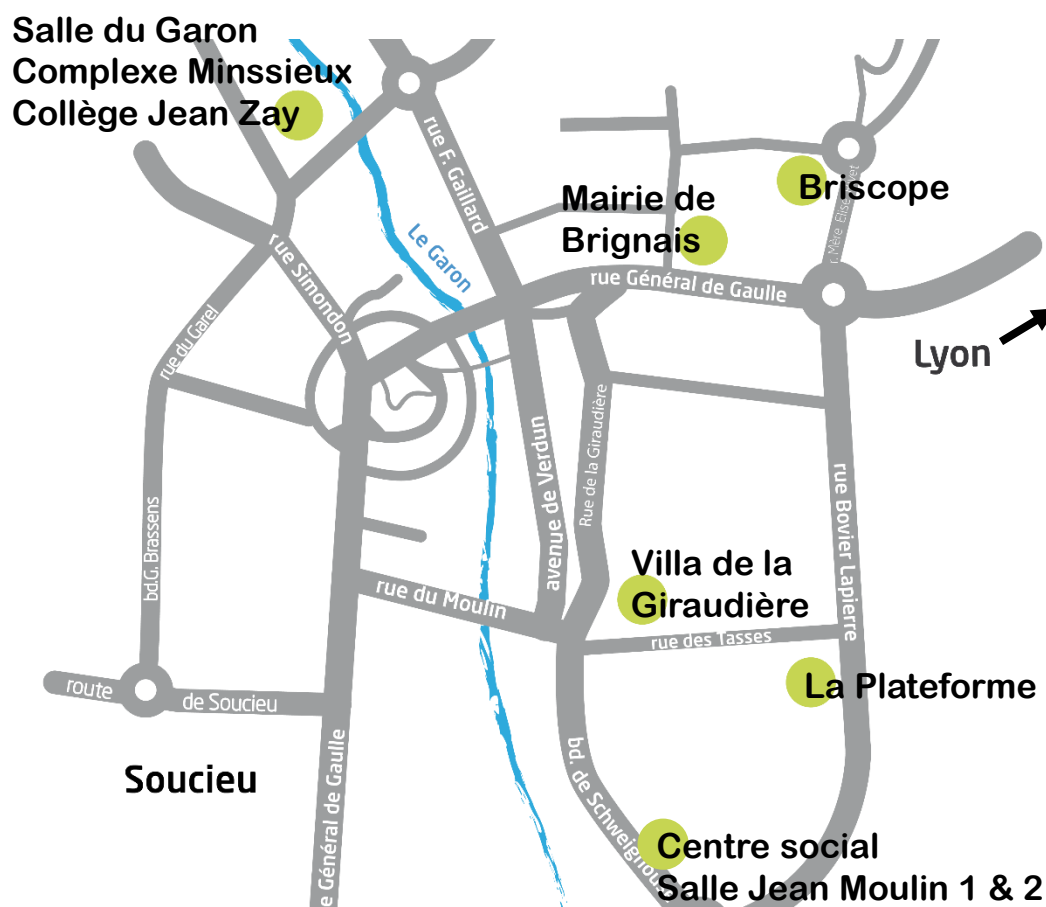 Salle du Garon
Complexe Minssieux
Collège Jean Zay
rue F. Gaillard
Le Garon
Mairie de
Brignais
Briscope
r. Mère Elise
rue Général de Gaulle
Lyon
rue Simondon
rue du Garel
avenue de Verdun
Rue de la Giraudière
rue Bovier Lapierre
bd.G. Brassens
Villa de la
Giraudière
rue du Moulin
rue des Tasses
La Plateforme
route
de Soucieu
Soucieu
Général de Gaulle
bd. de
Centre social
Salle Jean Moulin 1 & 2